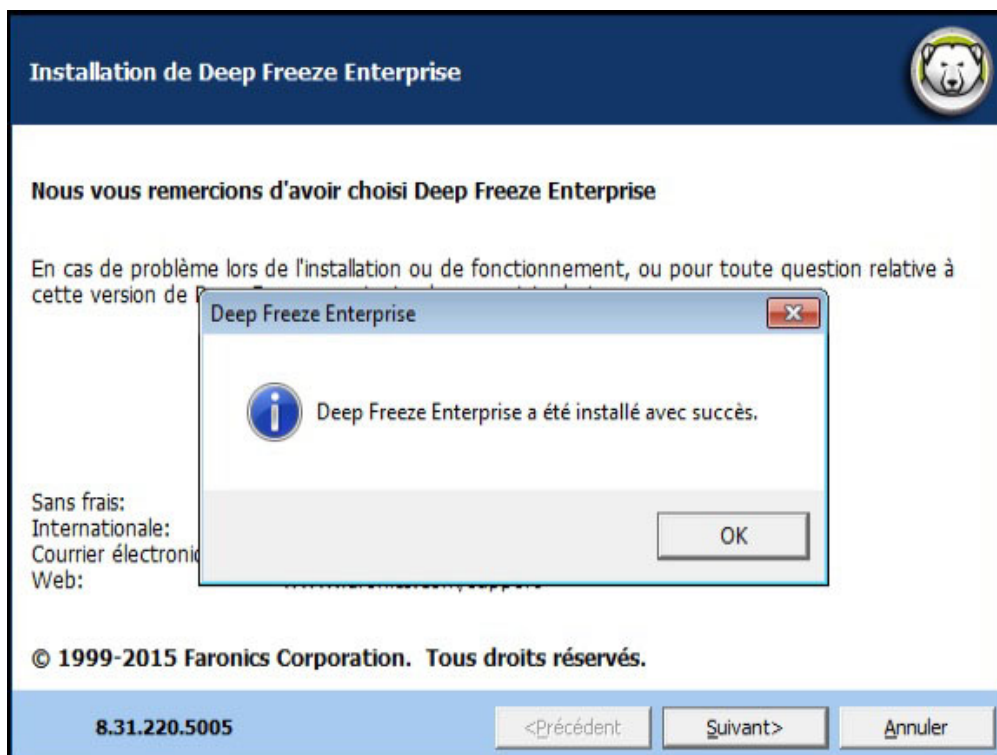 Installation de Deep Freeze Enterprise
Nous vous remercions d'avoir choisi Deep Freeze Enterprise
En cas de problème lors de l'installation ou de fonctionnement, ou pour toute question relative à
cette version de
Deep Freeze Enterprise
Deep Freeze Enterprise a été installé avec succès.
OK
Sans frais:
Internationale:
Courrier électroniq
Web:
© 1999-2015 Faronics Corporation. Tous droits réservés.
8.31.220.5005
<Précédent
Suivant>
Annuler